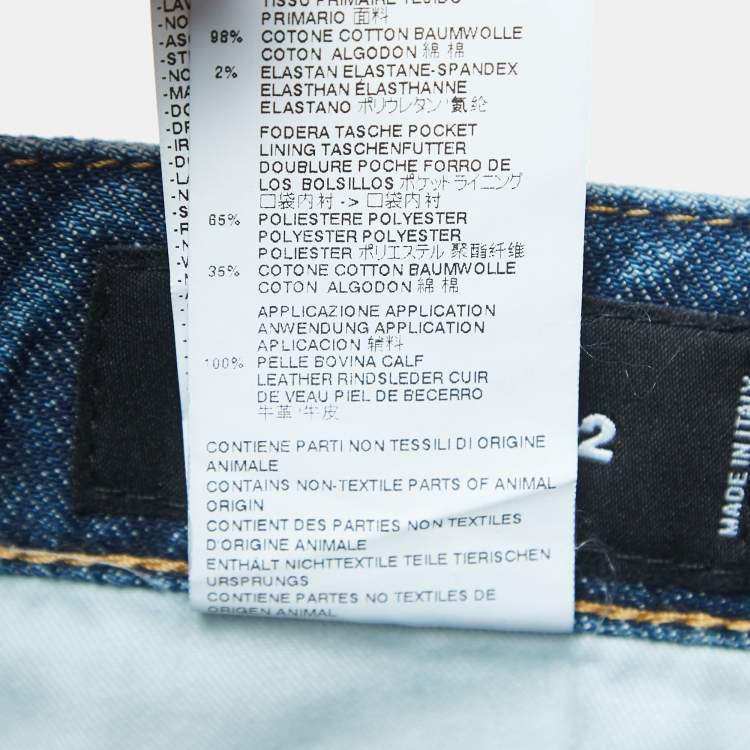 TISSU PRIMAIRE TEJIDO
PRIMARIO 面料
98% COTONE COTTON BAUMWOLLE
COTON ALGODON 綿 棉
2% ELASTAN ELASTANE-SPANDEX
ELASTHAN ÉLASTHANNE
ELASTANO ポリウレタン 氨纶
FODERA TASCHE POCKET
LINING TASCHENFUTTER
DOUBLURE POCHE FORRO DE
LOS BOLSILLOS ポケットライニング
口袋内衬 -> 口袋内衬
65% POLIESTERE POLYESTER
POLYESTER POLYESTER
POLIESTER ポリエステル 聚酯纤维
35% COTONE COTTON BAUMWOLLE
COTON ALGODON 綿 棉
APPLICAZIONE APPLICATION
ANWENDUNG APPLICATION
APLICACION 辅料
100% PELLE BOVINA CALF
LEATHER RINDSLEDER CUIR
DE VEAU PIEL DE BECERRO
牛革 牛皮
CONTIENE PARTI NON TESSILI DI ORIGINE
ANIMALE
CONTAINS NON-TEXTILE PARTS OF ANIMAL
ORIGIN
CONTIENT DES PARTIES NON TEXTILES
D'ORIGINE ANIMALE
ENTHÄLT NICHTTEXTILE TEILE TIERISCHEN
URSPRUNGS
CONTIENE PARTES NO TEXTILES DE
ORIGEN ANIMAL
2
MADE IN ITALY